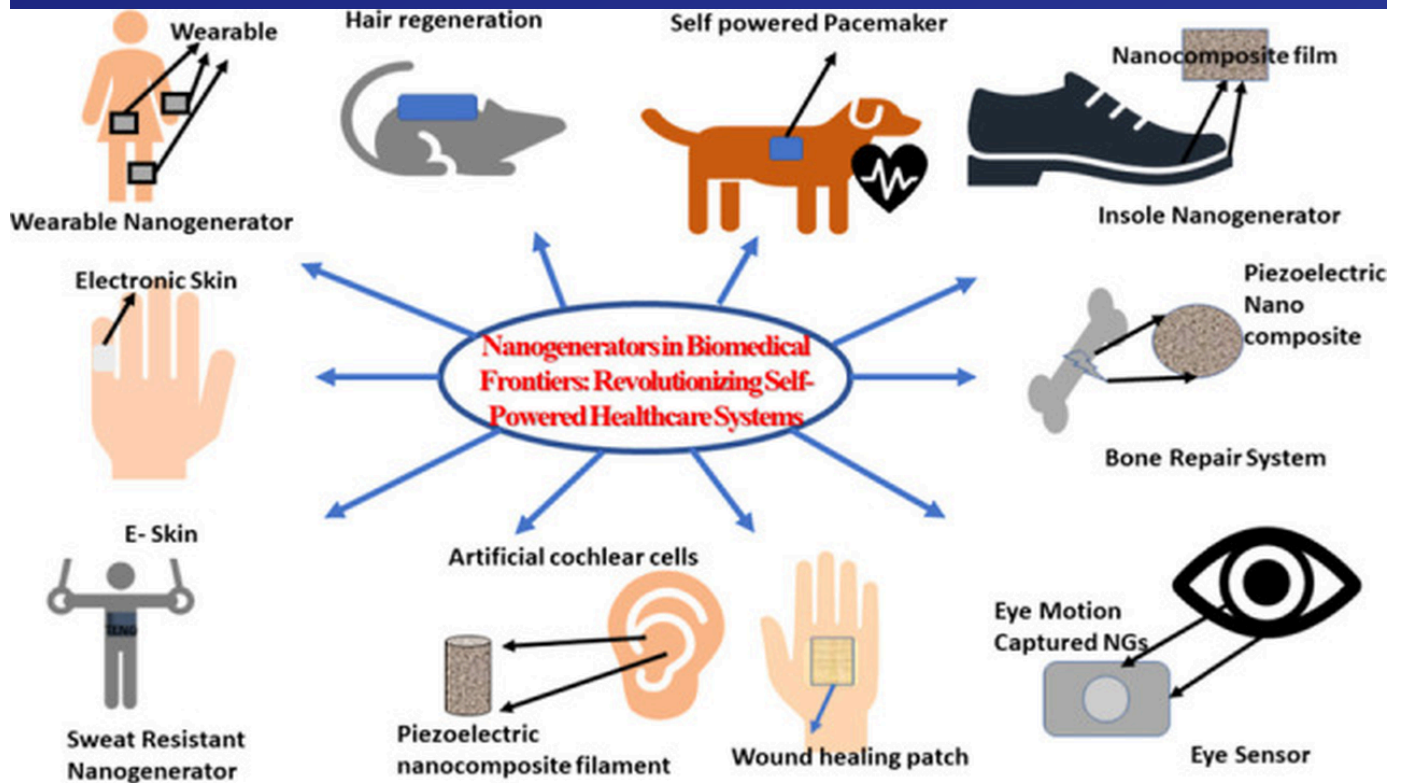 Wearable
Hair regeneration
Self powered Pacemaker
Nanocomposite film
Wearable Nanogenerator
Insole Nanogenerator
Electronic Skin
Piezoelectric
Nano
composite
Nanogenerators in Biomedical
Frontiers: Revolutionizing Self-
Powered Healthcare Systems
Bone Repair System
E- Skin
TENG
Artificial cochlear cells
Eye Motion
Captured NGs
Piezoelectric
nanocomposite filament
Wound healing patch
Sweat Resistant
Nanogenerator
Eye Sensor